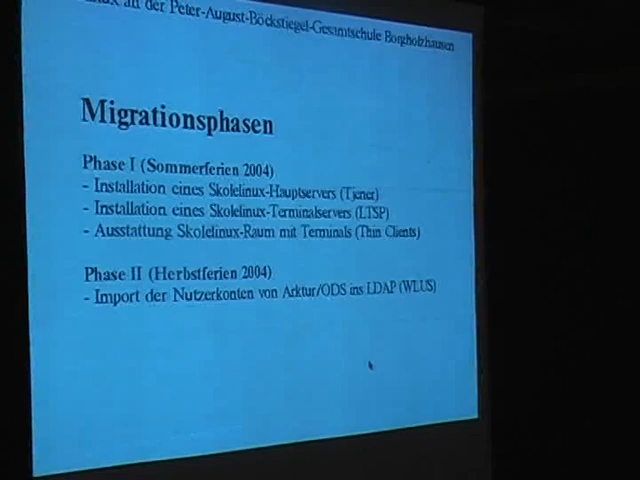 an der Peter-August-Böckstiegel-Gesamtschule Borgholzhausen
Migrationsphasen
Phase I (Sommerferien 2004)
- Installation eines Skolelinux-Hauptservers (Tjener)
- Installation eines Skolelinux-Terminalservers (LTSP)
- Ausstattung Skolelinux-Raum mit Terminals (Thin Clients)
Phase II (Herbstferien 2004)
- Import der Nutzerkonten von Arktur/ODS ins LDAP (WLUS)